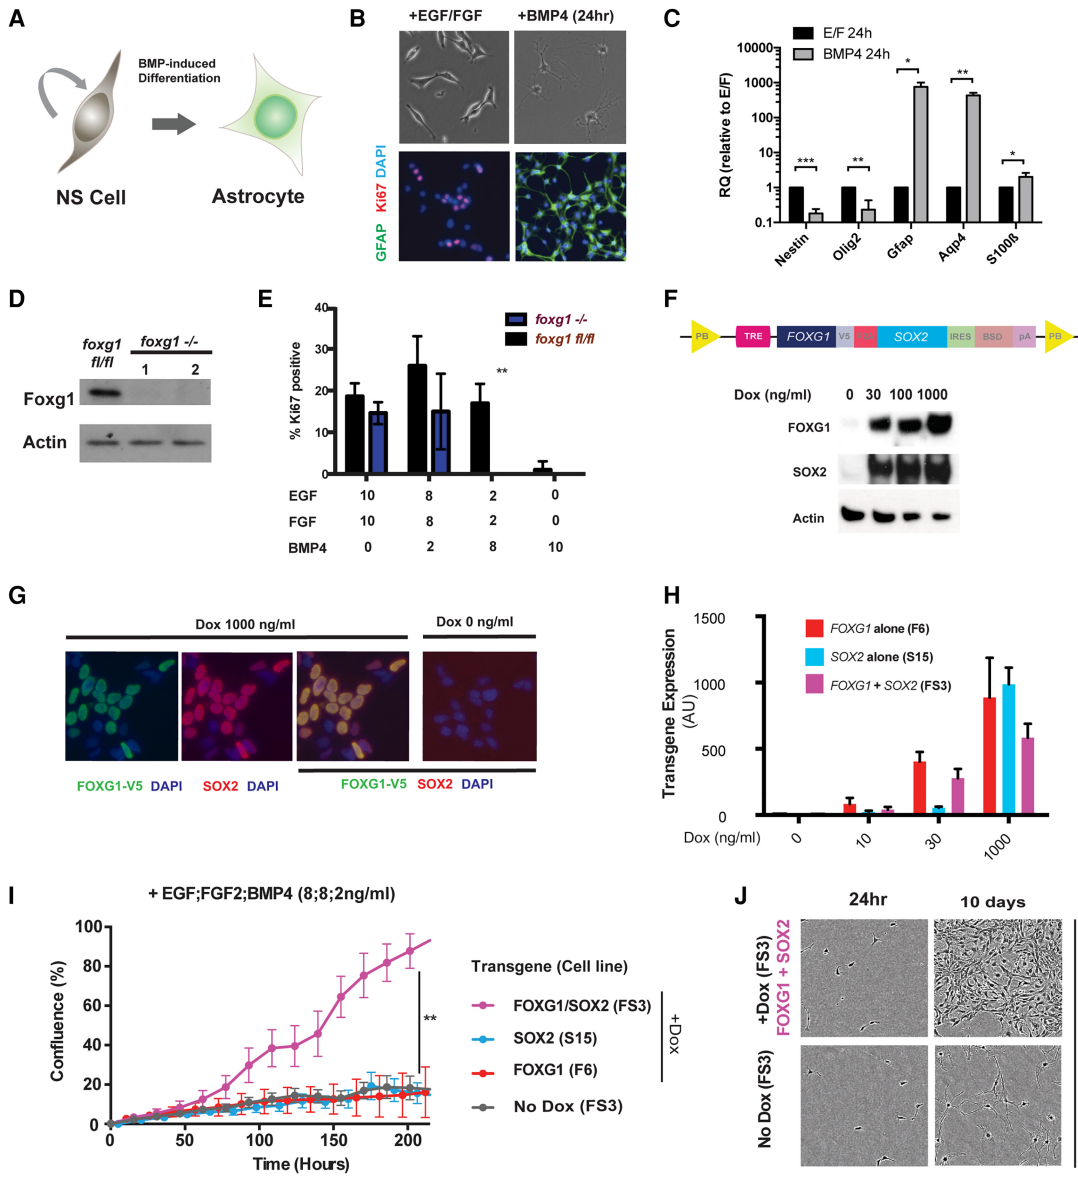 A
BMP-induced
Differentiation
NS Cell
Astrocyte
B
+EGF/FGF
+BMP4 (24hr)
GFAP Ki67 DAPI
C
E/F 24h
BMP4 24h
RQ (relative to E/F)
10000
1000
100
10
1
0.1
***
**
*
**
*
Nestin
Olig2
Gfap
Aqp4
S100ß
D
foxg1
fl/fl
foxg1 -/-
1 2
Foxg1
Actin
E
% Ki67 positive
40
30
20
10
0
foxg1 -/-
foxg1 fl/fl
**
EGF 10 8 2 0
FGF 10 8 2 0
BMP4 0 2 8 10
F
PB TRE FOXG1 V5 SOX2 IRES BSD pA PB
Dox (ng/ml) 0 30 100 1000
FOXG1
SOX2
Actin
G
Dox 1000 ng/ml
Dox 0 ng/ml
FOXG1-V5 DAPI
SOX2 DAPI
FOXG1-V5 SOX2 DAPI
H
Transgene Expression
(AU)
1500
1000
500
0
FOXG1 alone (F6)
SOX2 alone (S15)
FOXG1 + SOX2 (FS3)
Dox (ng/ml)
0
10
30
1000
I
+ EGF;FGF2;BMP4 (8;8;2ng/ml)
Confluence (%)
100
80
60
40
20
0
0 50 100 150 200
Time (Hours)
**
Transgene (Cell line)
FOXG1/SOX2 (FS3)
SOX2 (S15)
FOXG1 (F6)
No Dox (FS3)
+Dox
J
24hr
10 days
+Dox (FS3)
FOXG1 + SOX2
No Dox (FS3)